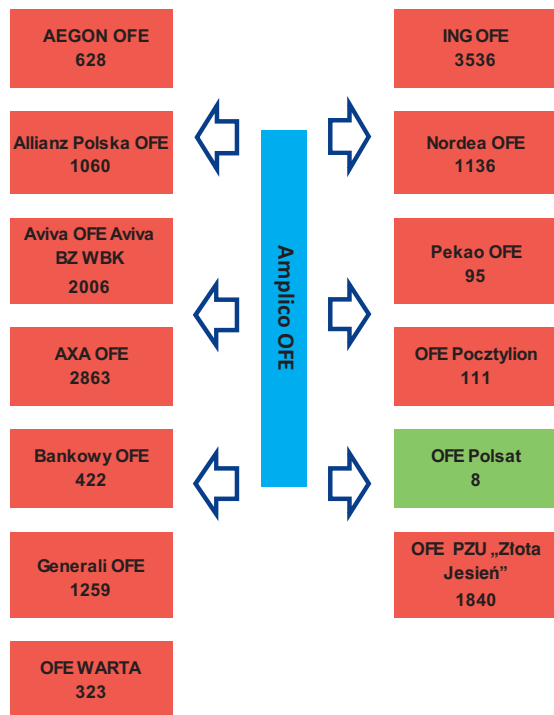 AEGON OFE
628
Allianz Polska OFE
1060
Aviva OFE Aviva
BZ WBK
2006
AXA OFE
2863
Bankowy OFE
422
Generali OFE
1259
OFE WARTA
323
Amplico OFE
ING OFE
3536
Nordea OFE
1136
Pekao OFE
95
OFE Pocztylion
111
OFE Polsat
8
OFE PZU „Złota
Jesień”
1840